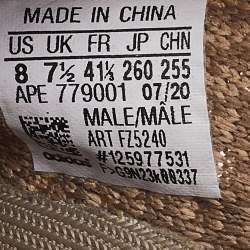 MADE IN CHINA
US UK FR JP CHN
8 7½ 41⅓ 260 255
APE 779001 07/20
MALE/MÂLE
ART FZ5240
#125977531